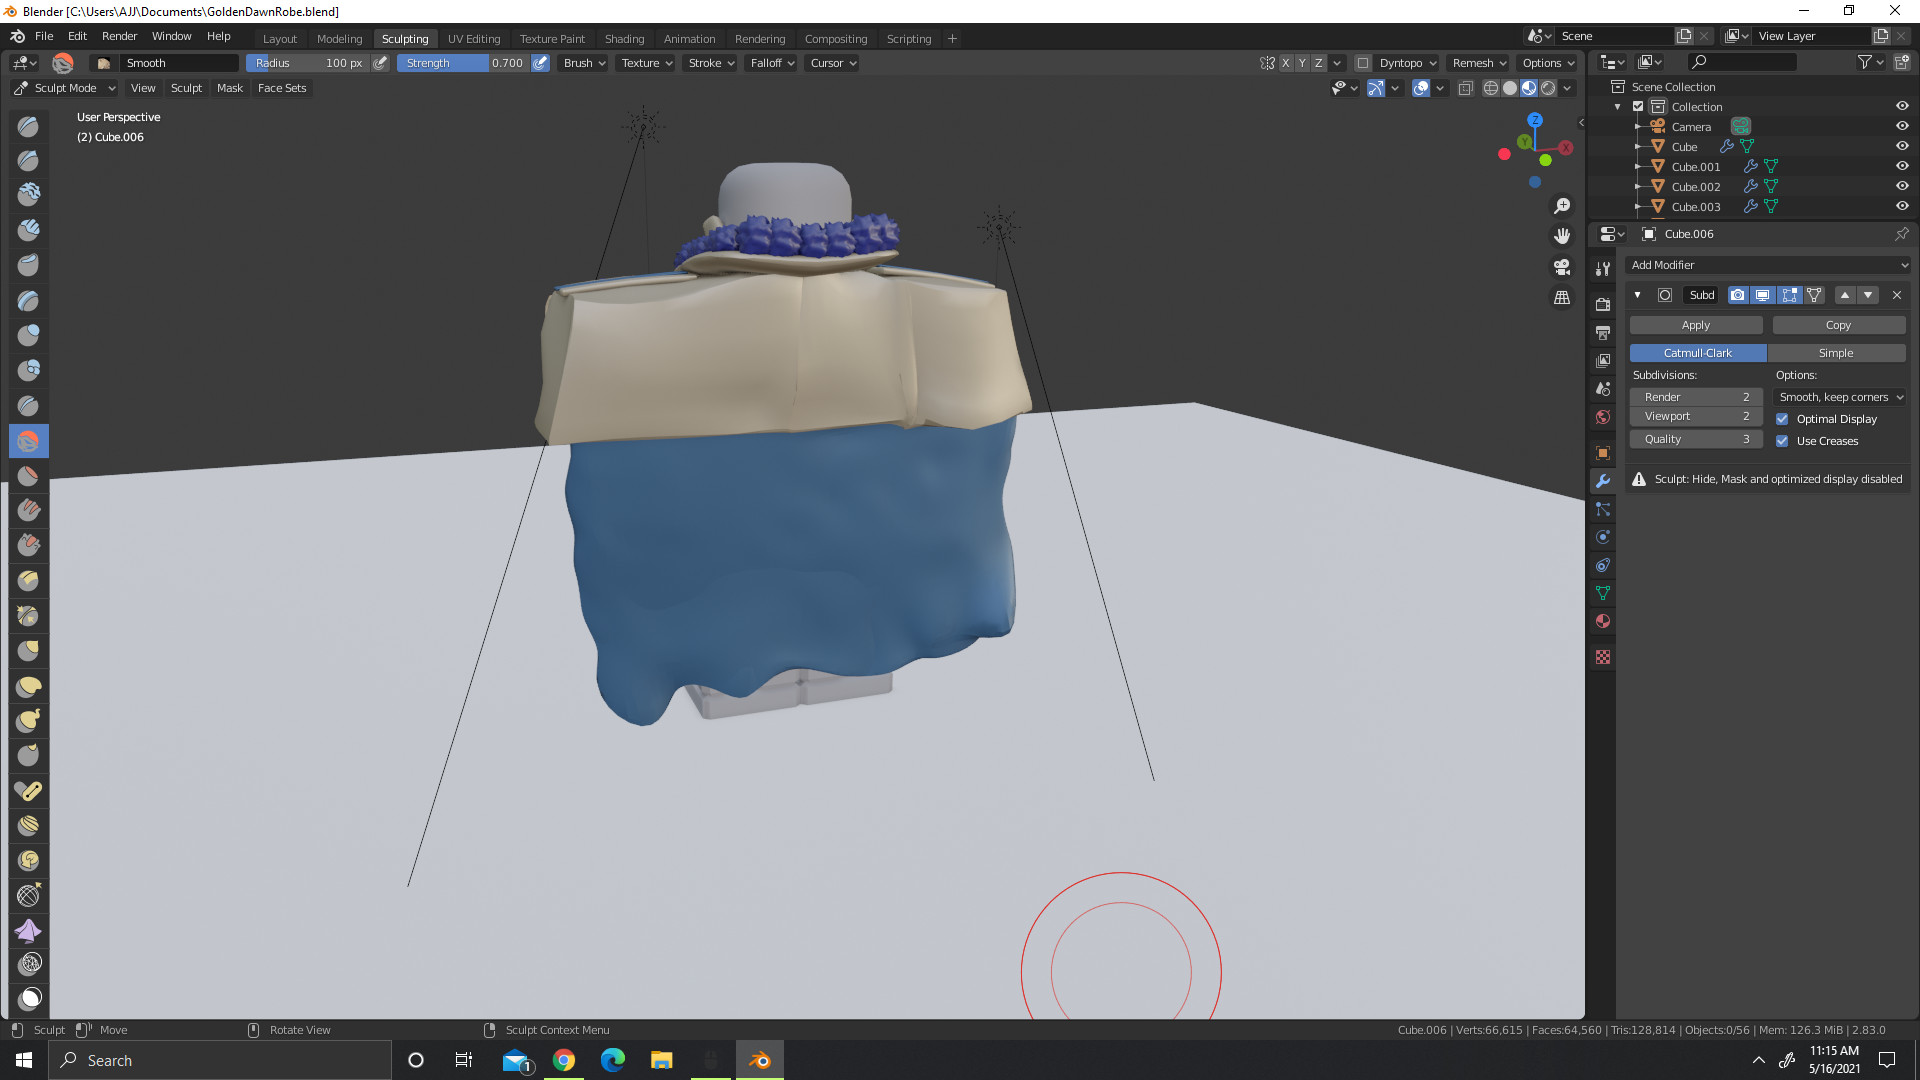 Blender [C:\Users\AJJ\Documents\GoldenDawnRobe.blend]
File Edit Render Window Help
Layout Modeling Sculpting UV Editing Texture Paint Shading Animation Rendering Compositing Scripting +
Scene
View Layer
Smooth
Radius 100 px
Strength 0.700
Brush Texture Stroke Falloff Cursor
X Y Z
Dyntopo Remesh Options
Sculpt Mode View Sculpt Mask Face Sets
User Perspective
(2) Cube.006
Z
Y
X
Scene Collection
Collection
Camera
Cube
Cube.001
Cube.002
Cube.003
Cube.006
Add Modifier
Subd
Apply Copy
Catmull-Clark Simple
Subdivisions: Options:
Render 2
Smooth, keep corners
Viewport 2
Optimal Display
Quality 3
Use Creases
Sculpt: Hide, Mask and optimized display disabled
Sculpt Move Rotate View Sculpt Context Menu
Cube.006 | Verts:66,615 | Faces:64,560 | Tris:128,814 | Objects:0/56 | Mem: 126.3 MiB | 2.83.0
Search
1
11:15 AM
5/16/2021